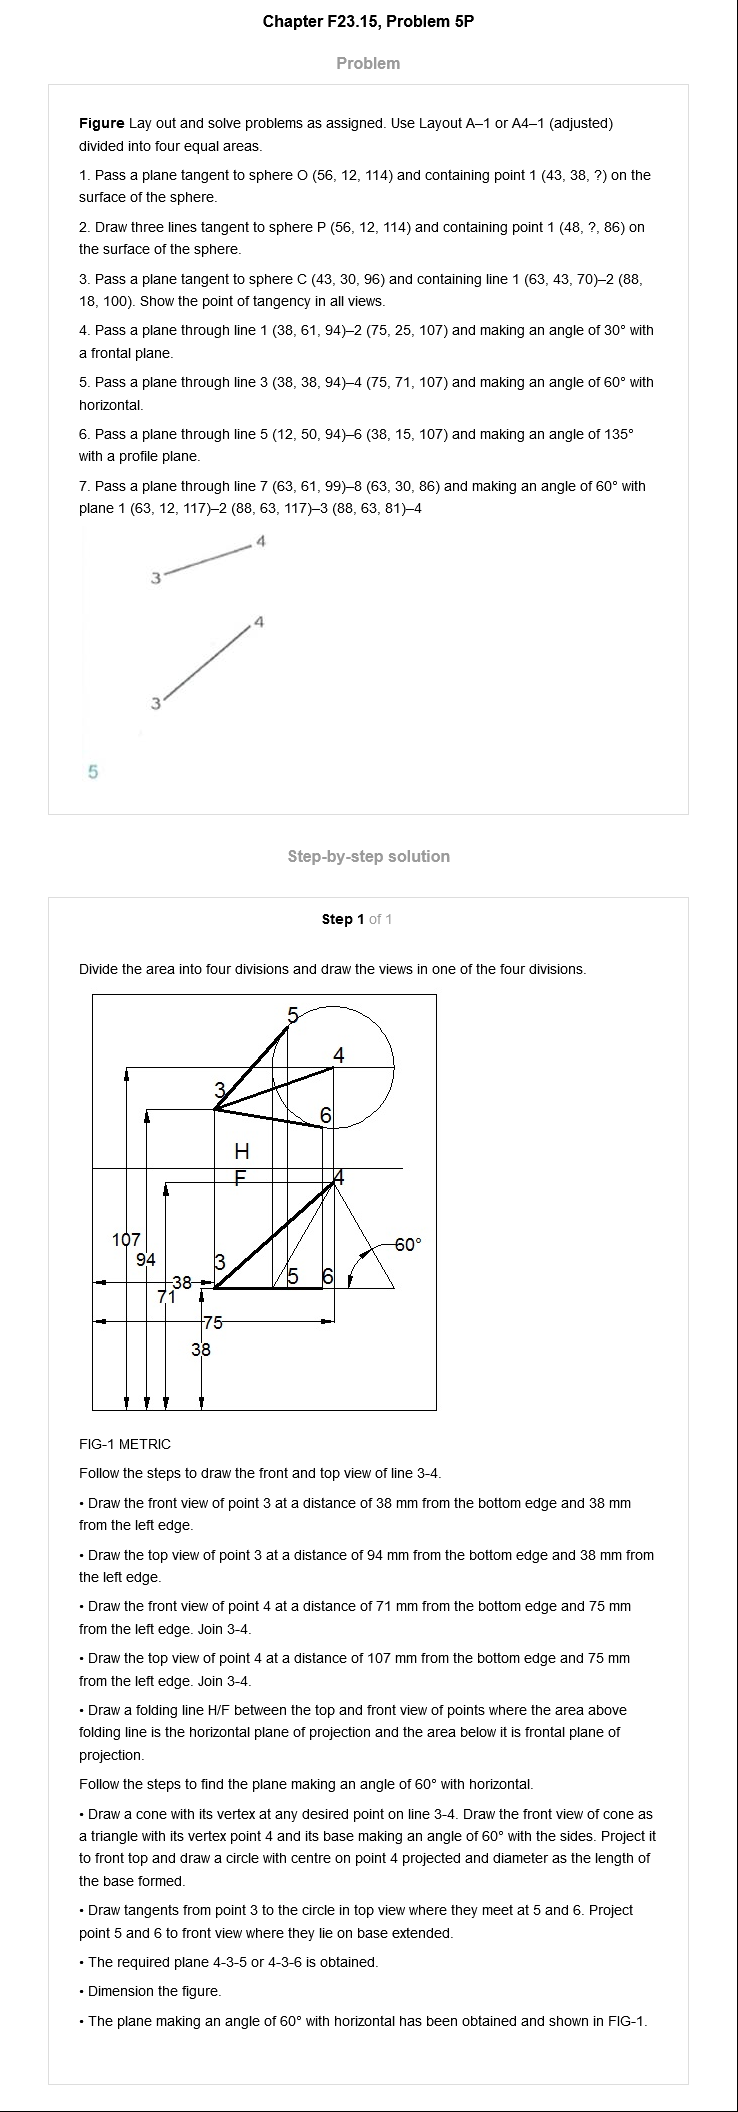 Chapter F23.15, Problem 5P
Problem
Figure Lay out and solve problems as assigned. Use Layout A–1 or A4–1 (adjusted)
divided into four equal areas.
1. Pass a plane tangent to sphere O (56, 12, 114) and containing point 1 (43, 38, ?) on the
surface of the sphere.
2. Draw three lines tangent to sphere P (56, 12, 114) and containing point 1 (48, ?, 86) on
the surface of the sphere.
3. Pass a plane tangent to sphere C (43, 30, 96) and containing line 1 (63, 43, 70)–2 (88,
18, 100). Show the point of tangency in all views.
4. Pass a plane through line 1 (38, 61, 94)–2 (75, 25, 107) and making an angle of 30° with
a frontal plane.
5. Pass a plane through line 3 (38, 38, 94)–4 (75, 71, 107) and making an angle of 60° with
horizontal.
6. Pass a plane through line 5 (12, 50, 94)–6 (38, 15, 107) and making an angle of 135°
with a profile plane.
7. Pass a plane through line 7 (63, 61, 99)–8 (63, 30, 86) and making an angle of 60° with
plane 1 (63, 12, 117)–2 (88, 63, 117)–3 (88, 63, 81)–4
4
3
4
3
5
Step-by-step solution
Step 1 of 1
Divide the area into four divisions and draw the views in one of the four divisions.
5
4
3
6
H
F
4
107
60°
94
3
5
6
38
71
75
38
FIG-1 METRIC
Follow the steps to draw the front and top view of line 3-4.
• Draw the front view of point 3 at a distance of 38 mm from the bottom edge and 38 mm
from the left edge.
• Draw the top view of point 3 at a distance of 94 mm from the bottom edge and 38 mm from
the left edge.
• Draw the front view of point 4 at a distance of 71 mm from the bottom edge and 75 mm
from the left edge. Join 3-4.
• Draw the top view of point 4 at a distance of 107 mm from the bottom edge and 75 mm
from the left edge. Join 3-4.
• Draw a folding line H/F between the top and front view of points where the area above
folding line is the horizontal plane of projection and the area below it is frontal plane of
projection.
Follow the steps to find the plane making an angle of 60° with horizontal.
• Draw a cone with its vertex at any desired point on line 3-4. Draw the front view of cone as
a triangle with its vertex point 4 and its base making an angle of 60° with the sides. Project it
to front top and draw a circle with centre on point 4 projected and diameter as the length of
the base formed.
• Draw tangents from point 3 to the circle in top view where they meet at 5 and 6. Project
point 5 and 6 to front view where they lie on base extended.
• The required plane 4-3-5 or 4-3-6 is obtained.
• Dimension the figure.
• The plane making an angle of 60° with horizontal has been obtained and shown in FIG-1.